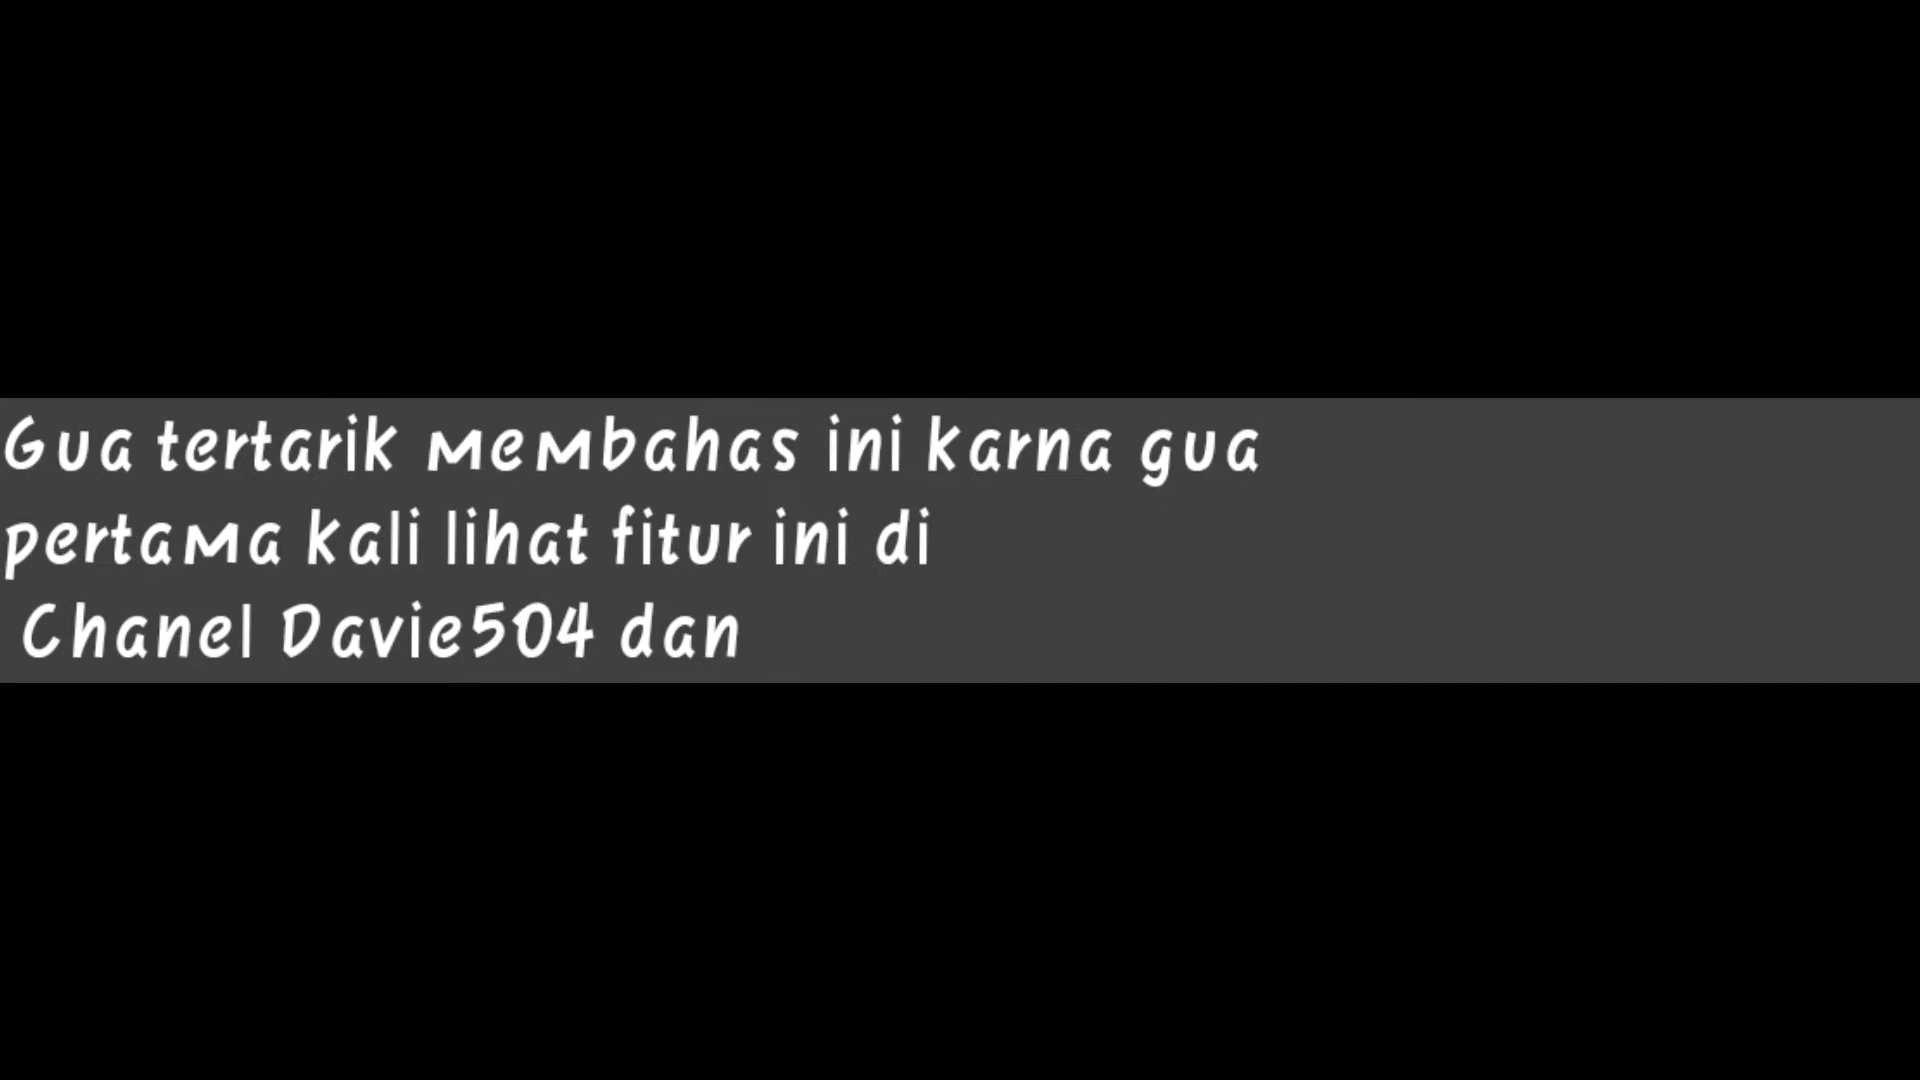 Gua tertarik membahas ini karna gua
pertama kali lihat fitur ini di
Chanel Davie504 dan